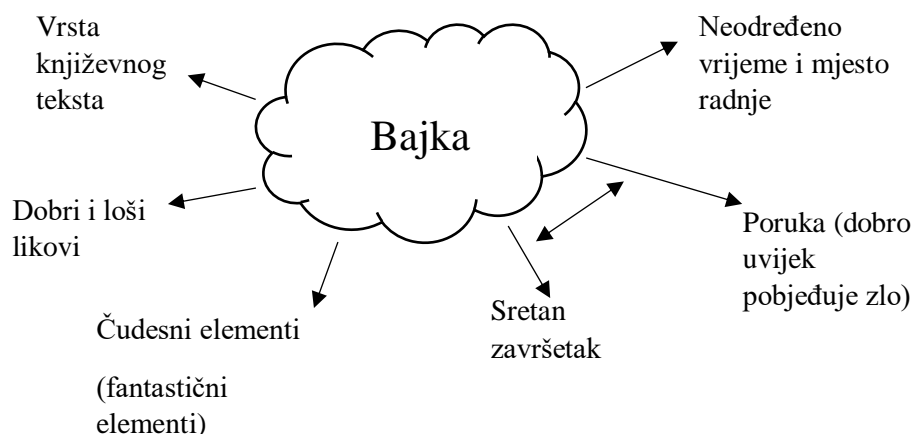 Vrsta
književnog
teksta
Neodređeno
vrijeme i mjesto
radnje
Bajka
Dobri i loši
likovi
Poruka (dobro
uvijek
pobjeđuje zlo)
Čudesni elementi
(fantastični
elementi)
Sretan
završetak